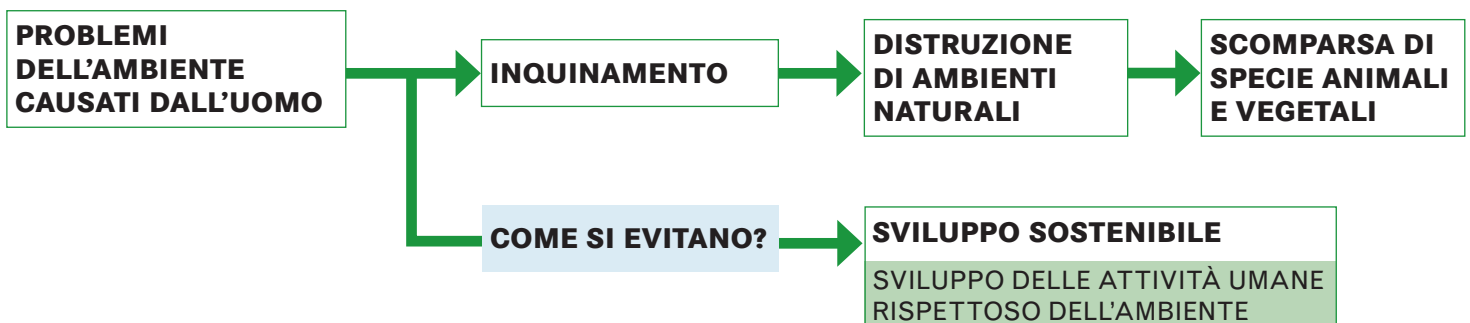 PROBLEMI
DELL'AMBIENTE
CAUSATI DALL'UOMO
INQUINAMENTO
DISTRUZIONE
DI AMBIENTI
NATURALI
SCOMPARSA DI
SPECIE ANIMALI
E VEGETALI
COME SI EVITANO?
SVILUPPO SOSTENIBILE
SVILUPPO DELLE ATTIVITÀ UMANE
RISPETTOSO DELL'AMBIENTE